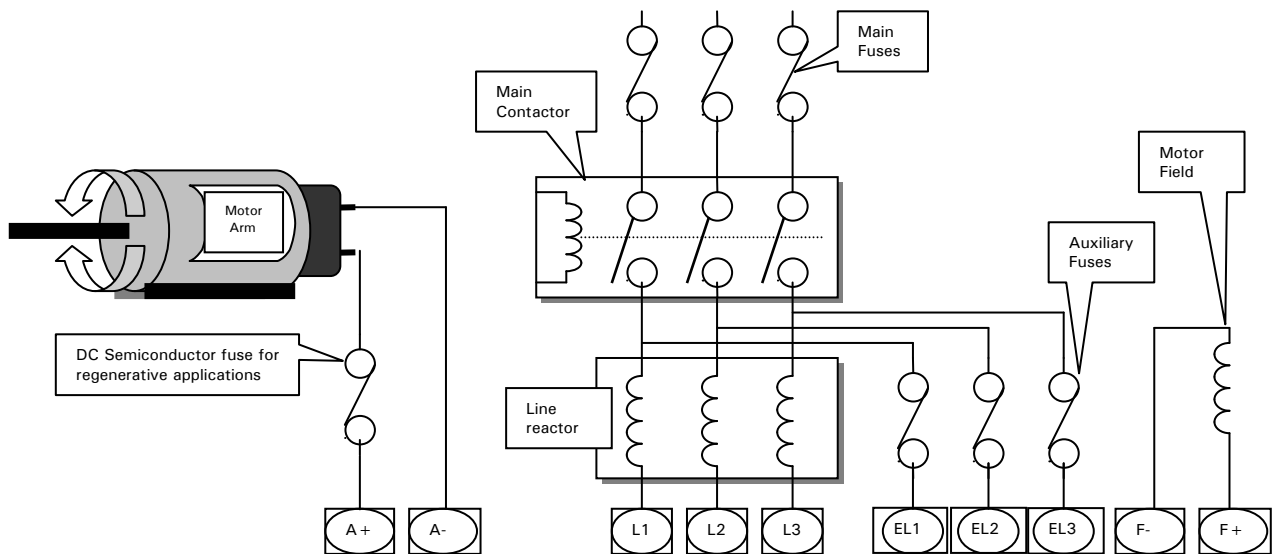 Main
Fuses
Main
Contactor
Motor
Field
Motor
Arm
Auxiliary
Fuses
DC Semiconductor fuse for
regenerative applications
Line
reactor
A+
A-
L1
L2
L3
EL1
EL2
EL3
F-
F+